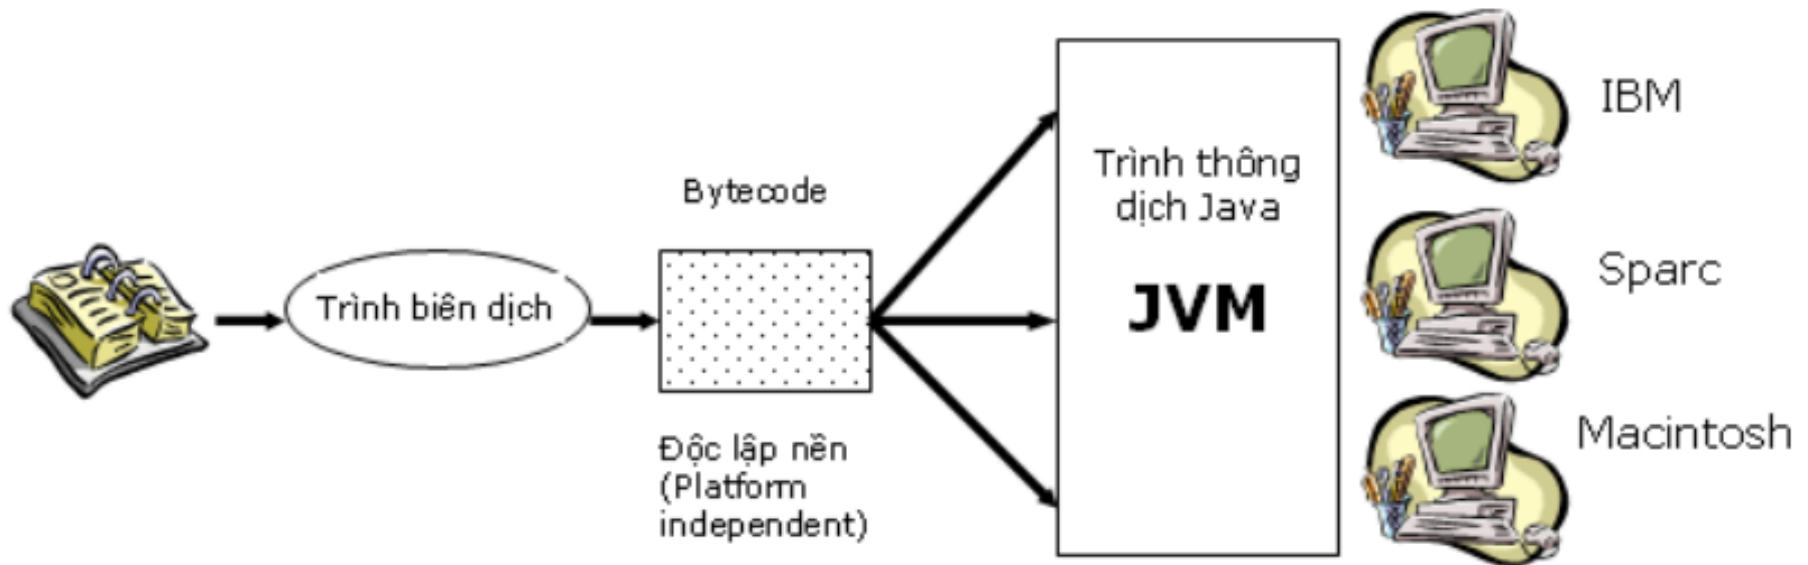 Trình biên dịch
Bytecode
Độc lập nền
(Platform
independent)
Trình thông
dịch Java
JVM
IBM
Sparc
Macintosh